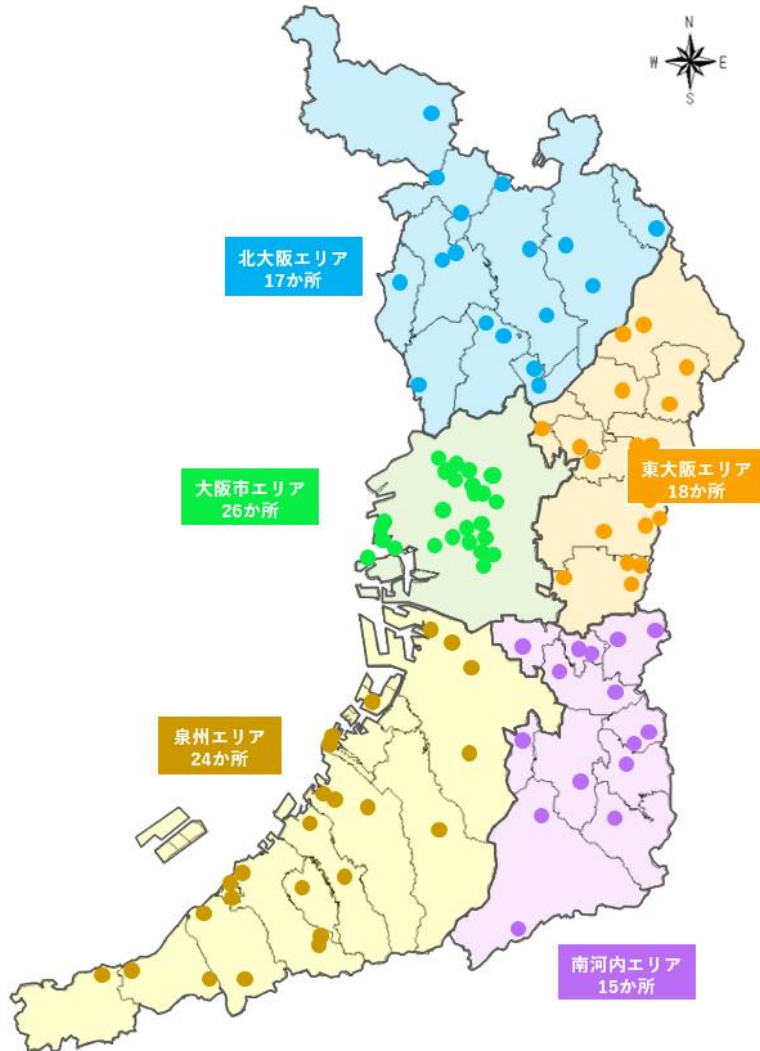 N
W E
S
北大阪エリア
17か所
大阪市エリア
26か所
東大阪エリア
18か所
泉州エリア
24か所
南河内エリア
15か所